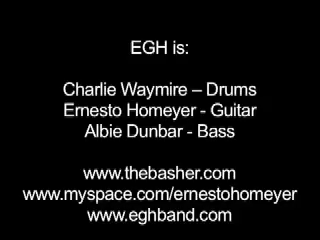 EGH is:
Charlie Waymire – Drums
Ernesto Homeyer - Guitar
Albie Dunbar - Bass
www.thebasher.com
www.myspace.com/ernestohomeyer
www.eghband.com